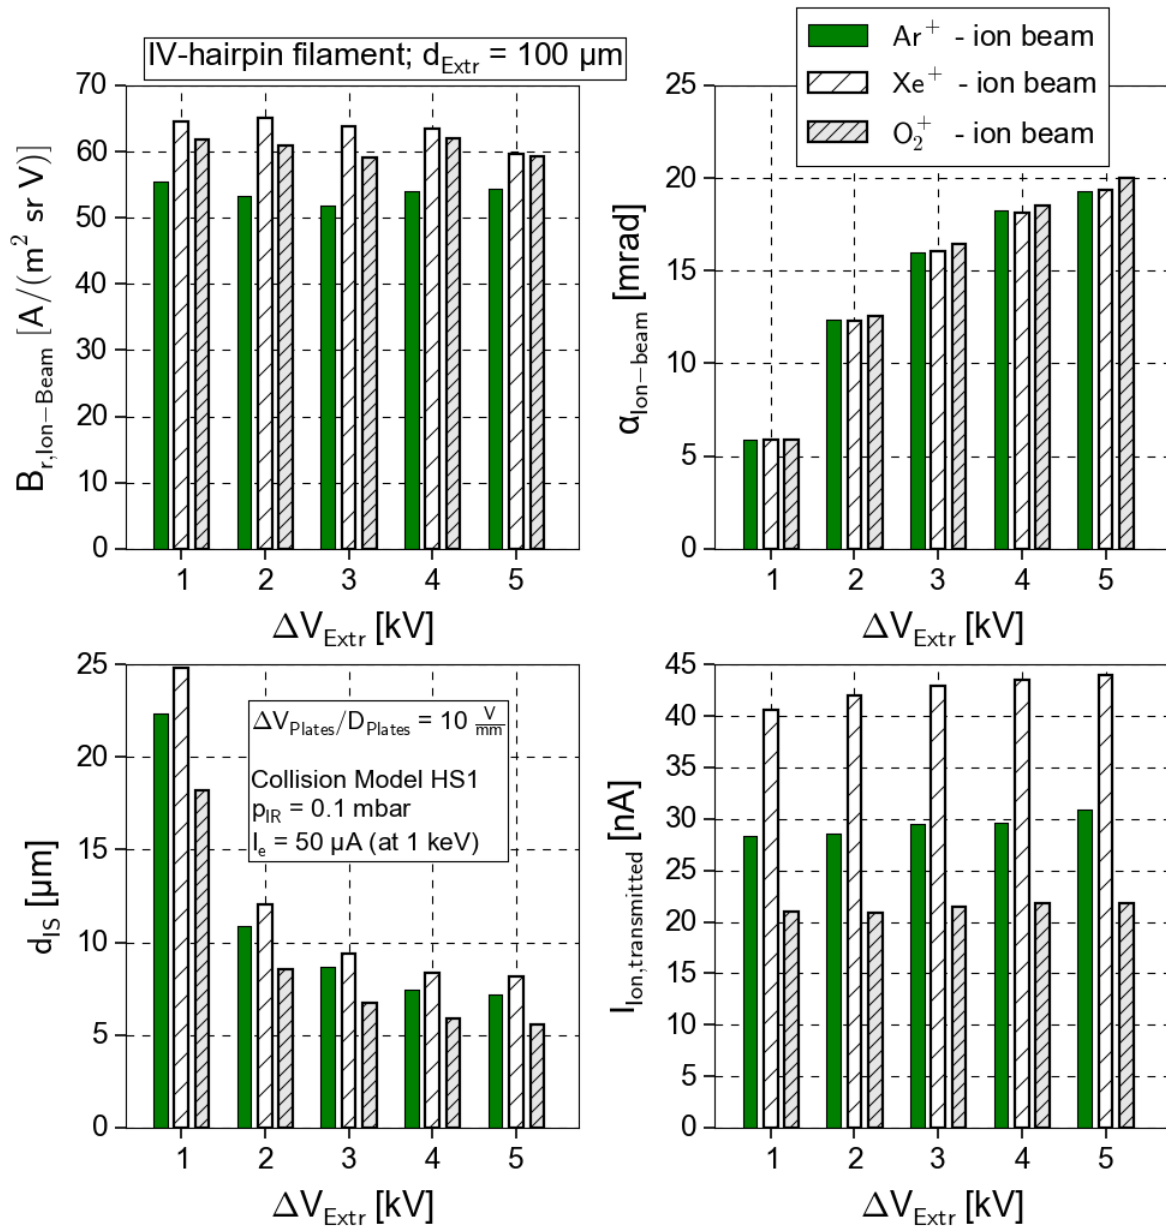 IV-hairpin filament; d_Extr = 100 µm
Ar⁺ - ion beam
Xe⁺ - ion beam
O₂⁺ - ion beam
70
60
50
40
30
20
10
0
B_r,Ion−Beam [A/(m² sr V)]
1 2 3 4 5
ΔV_Extr [kV]
25
20
15
10
5
0
α_Ion−beam [mrad]
1 2 3 4 5
ΔV_Extr [kV]
25
20
15
10
5
0
d_IS [µm]
ΔV_Plates/D_Plates = 10 V/mm
Collision Model HS1
p_IR = 0.1 mbar
I_e = 50 µA (at 1 keV)
1 2 3 4 5
ΔV_Extr [kV]
45
40
35
30
25
20
15
10
5
0
I_Ion,transmitted [nA]
1 2 3 4 5
ΔV_Extr [kV]